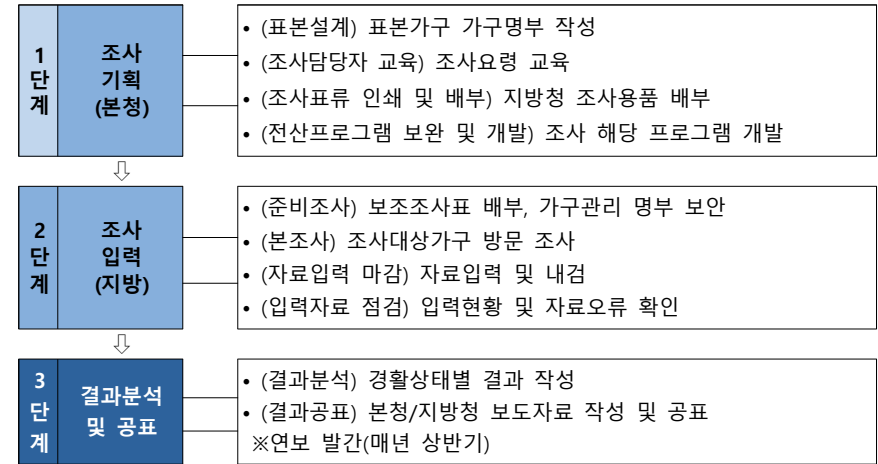 1
단
계
조사
기획
(본청)
• (표본설계) 표본가구 가구명부 작성
• (조사담당자 교육) 조사요령 교육
• (조사표류 인쇄 및 배부) 지방청 조사용품 배부
• (전산프로그램 보완 및 개발) 조사 해당 프로그램 개발
2
단
계
조사
입력
(지방)
• (준비조사) 보조조사표 배부, 가구관리 명부 보안
• (본조사) 조사대상가구 방문 조사
• (자료입력 마감) 자료입력 및 내검
• (입력자료 점검) 입력현황 및 자료오류 확인
3
단
계
결과분석
및 공표
• (결과분석) 경활상태별 결과 작성
• (결과공표) 본청/지방청 보도자료 작성 및 공표
※연보 발간(매년 상반기)